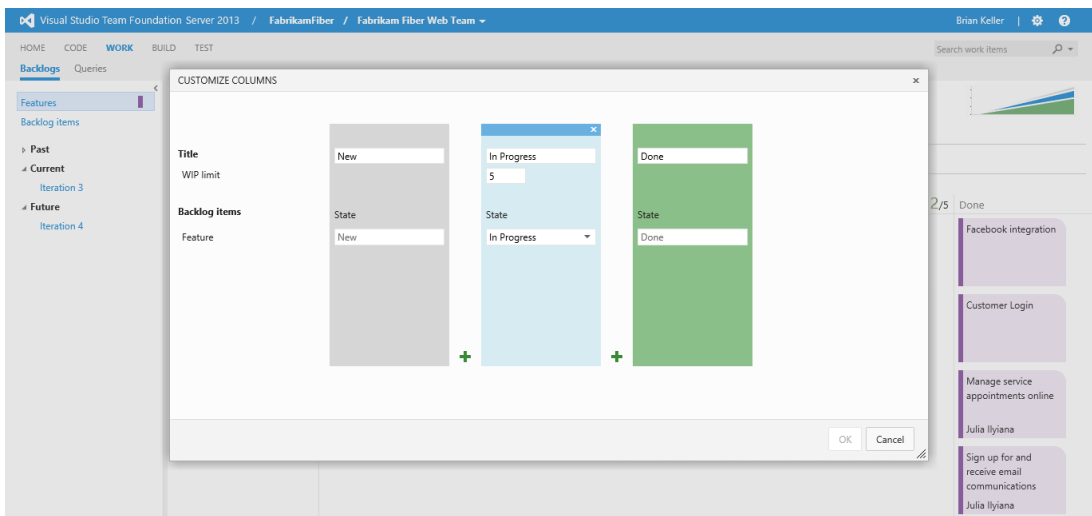 Visual Studio Team Foundation Server 2013 / FabrikamFiber / Fabrikam Fiber Web Team
Brian Keller |
HOME CODE WORK BUILD TEST
Search work items
Backlogs Queries
Features
Backlog items
Past
Current
Iteration 3
Future
Iteration 4
CUSTOMIZE COLUMNS
Title
New
In Progress
Done
WIP limit
5
Backlog items
State
State
State
Feature
New
In Progress
Done
OK
Cancel
2/5 Done
Facebook integration
Customer Login
Manage service
appointments online
Julia Ilyiana
Sign up for and
receive email
communications
Julia Ilyiana